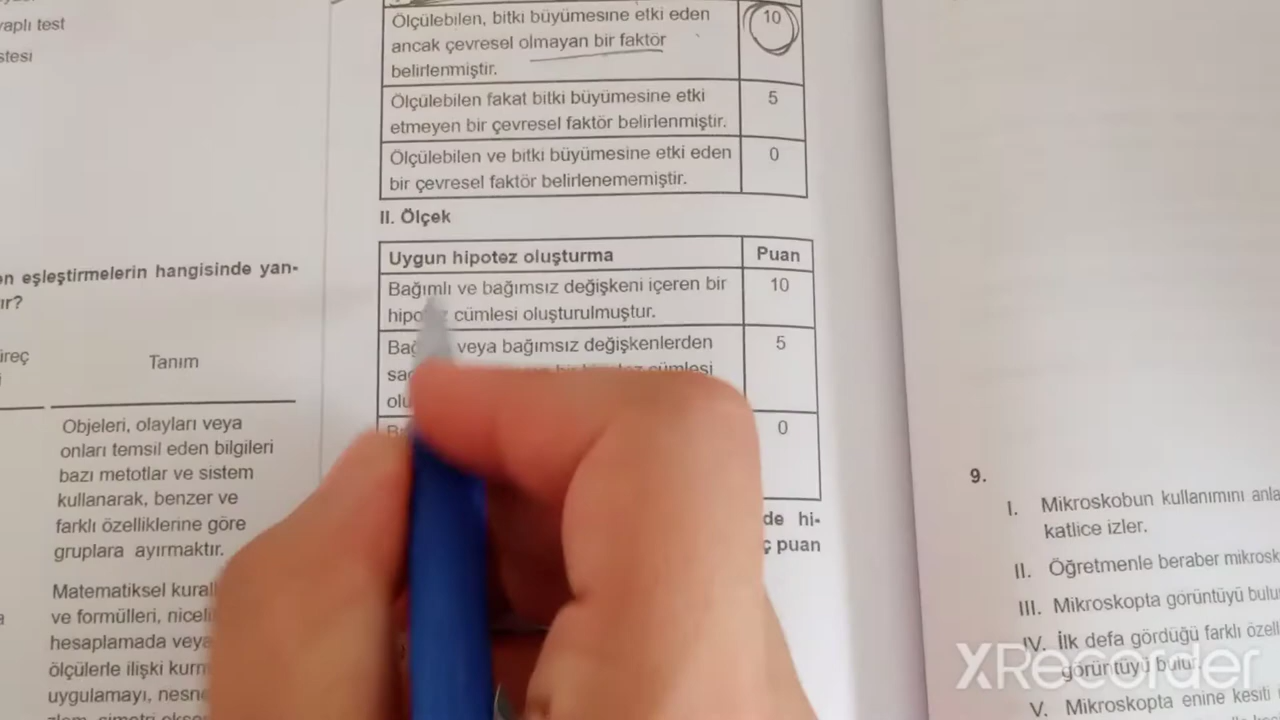 yaplı test
stesi
en eşleştirmelerin hangisinde yan-
ır?
üreç
Tanım
Objeleri, olayları veya
onları temsil eden bilgileri
bazı metotlar ve sistem
kullanarak, benzer ve
farklı özelliklerine göre
gruplara ayırmaktır.
Matematiksel kurall
ve formülleri, niceli
hesaplamada veya
ölçülerle ilişki kurm
uygulamayı, nesne
Ölçülebilen, bitki büyümesine etki eden
ancak çevresel olmayan bir faktör
belirlenmiştir.
10
Ölçülebilen fakat bitki büyümesine etki
etmeyen bir çevresel faktör belirlenmiştir.
5
Ölçülebilen ve bitki büyümesine etki eden
bir çevresel faktör belirlenememiştir.
0
II. Ölçek
Uygun hipotez oluşturma
Puan
Bağımlı ve bağımsız değişkeni içeren bir
hipotez cümlesi oluşturulmuştur.
10
veya bağımsız değişkenlerden
5
cümlesi
0
de hi-
ç puan
9.
I. Mikroskobun kullanımını anla
katlice izler.
II. Öğretmenle beraber mikrosk
III. Mikroskopta görüntüyü bulu
IV. İlk defa gördüğü farklı özell
görüntüyü bulur.
V. Mikroskopta enine kesiti
XRecorder